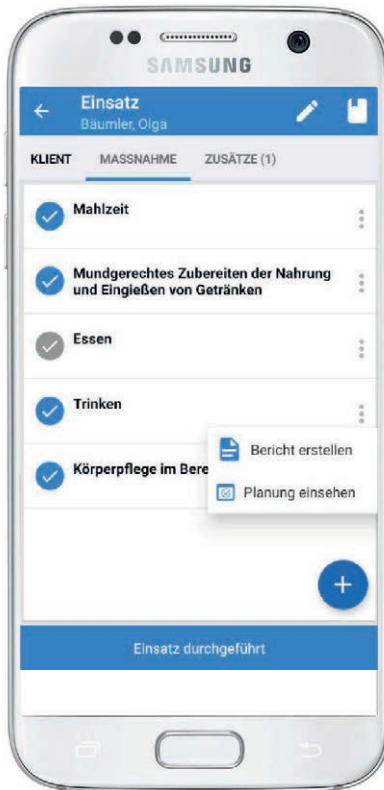 SAMSUNG
Einsatz
Bäumler, Olga
KLIENT MASSNAHME ZUSÄTZE (1)
Mahlzeit
Mundgerechtes Zubereiten der Nahrung
und Eingießen von Getränken
Essen
Trinken
Bericht erstellen
Körperpflege im Bere
Planung einsehen
Einsatz durchgeführt